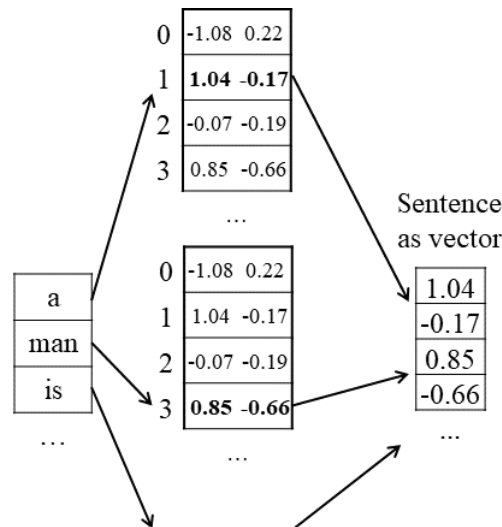 0 -1.08 0.22
1 1.04 -0.17
2 -0.07 -0.19
3 0.85 -0.66
...
a
man
is
...
0 -1.08 0.22
1 1.04 -0.17
2 -0.07 -0.19
3 0.85 -0.66
...
Sentence
as vector
1.04
-0.17
0.85
-0.66
...